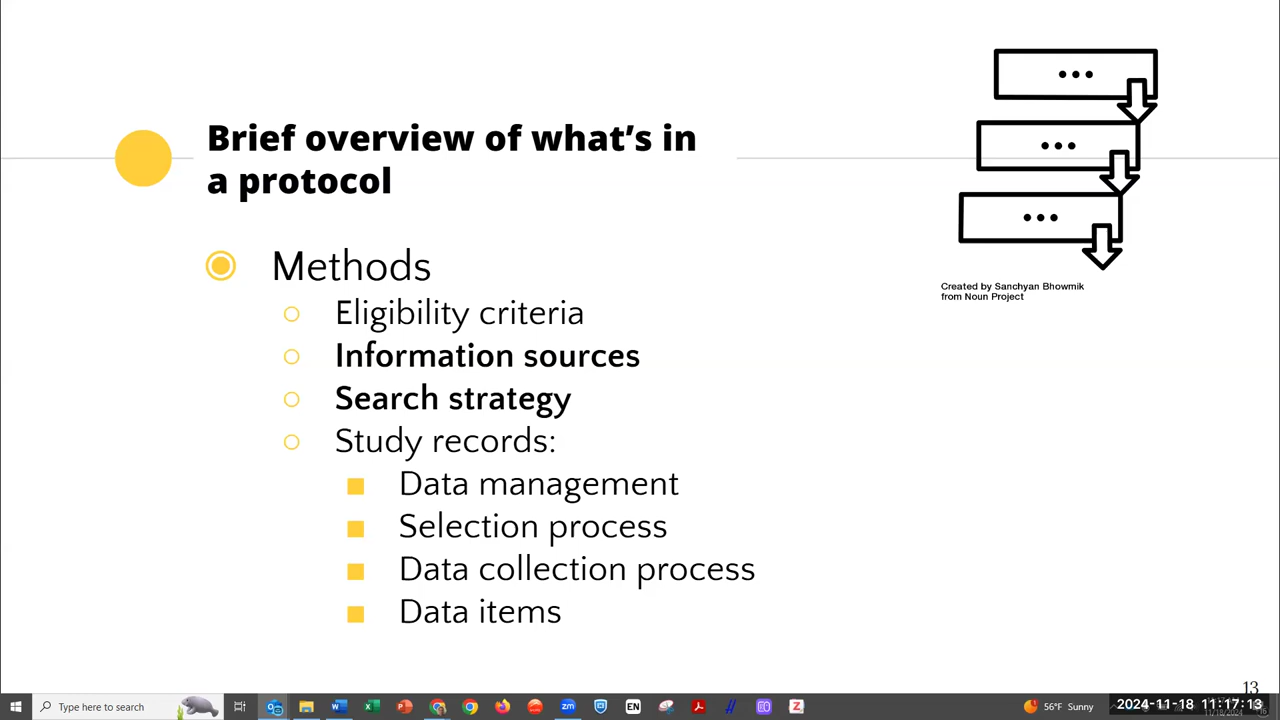 Brief overview of what's in
a protocol
Created by Sanchyan Bhowmik
from Noun Project
Methods
Eligibility criteria
Information sources
Search strategy
Study records:
Data management
Selection process
Data collection process
Data items
13
Type here to search
EN
56°F Sunny
2024-11-18 11:17:13